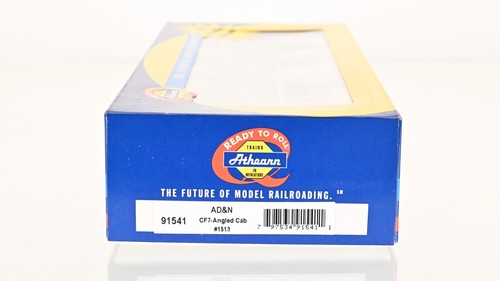 READY TO ROLL
TRAINS
Athearn
IN
MINIATURE
THE FUTURE OF MODEL RAILROADING. SM
AD&N
91541
CF7-Angled Cab
#1513
7 97534 91541 1